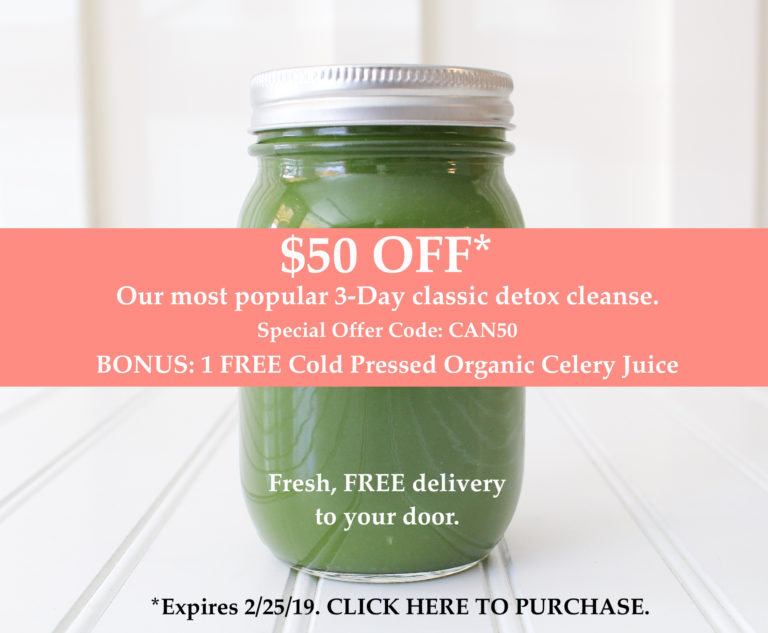 $50 OFF*
Our most popular 3-Day classic detox cleanse.
Special Offer Code: CAN50
BONUS: 1 FREE Cold Pressed Organic Celery Juice
Fresh, FREE delivery
to your door.
*Expires 2/25/19. CLICK HERE TO PURCHASE.